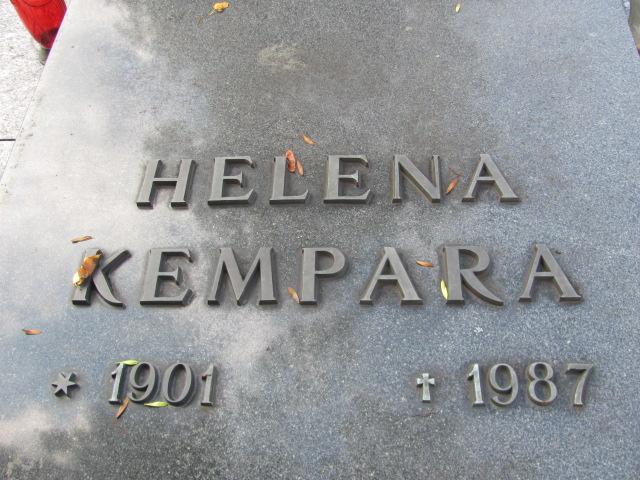 HELENA
KEMPARA
* 1901 ✝ 1987